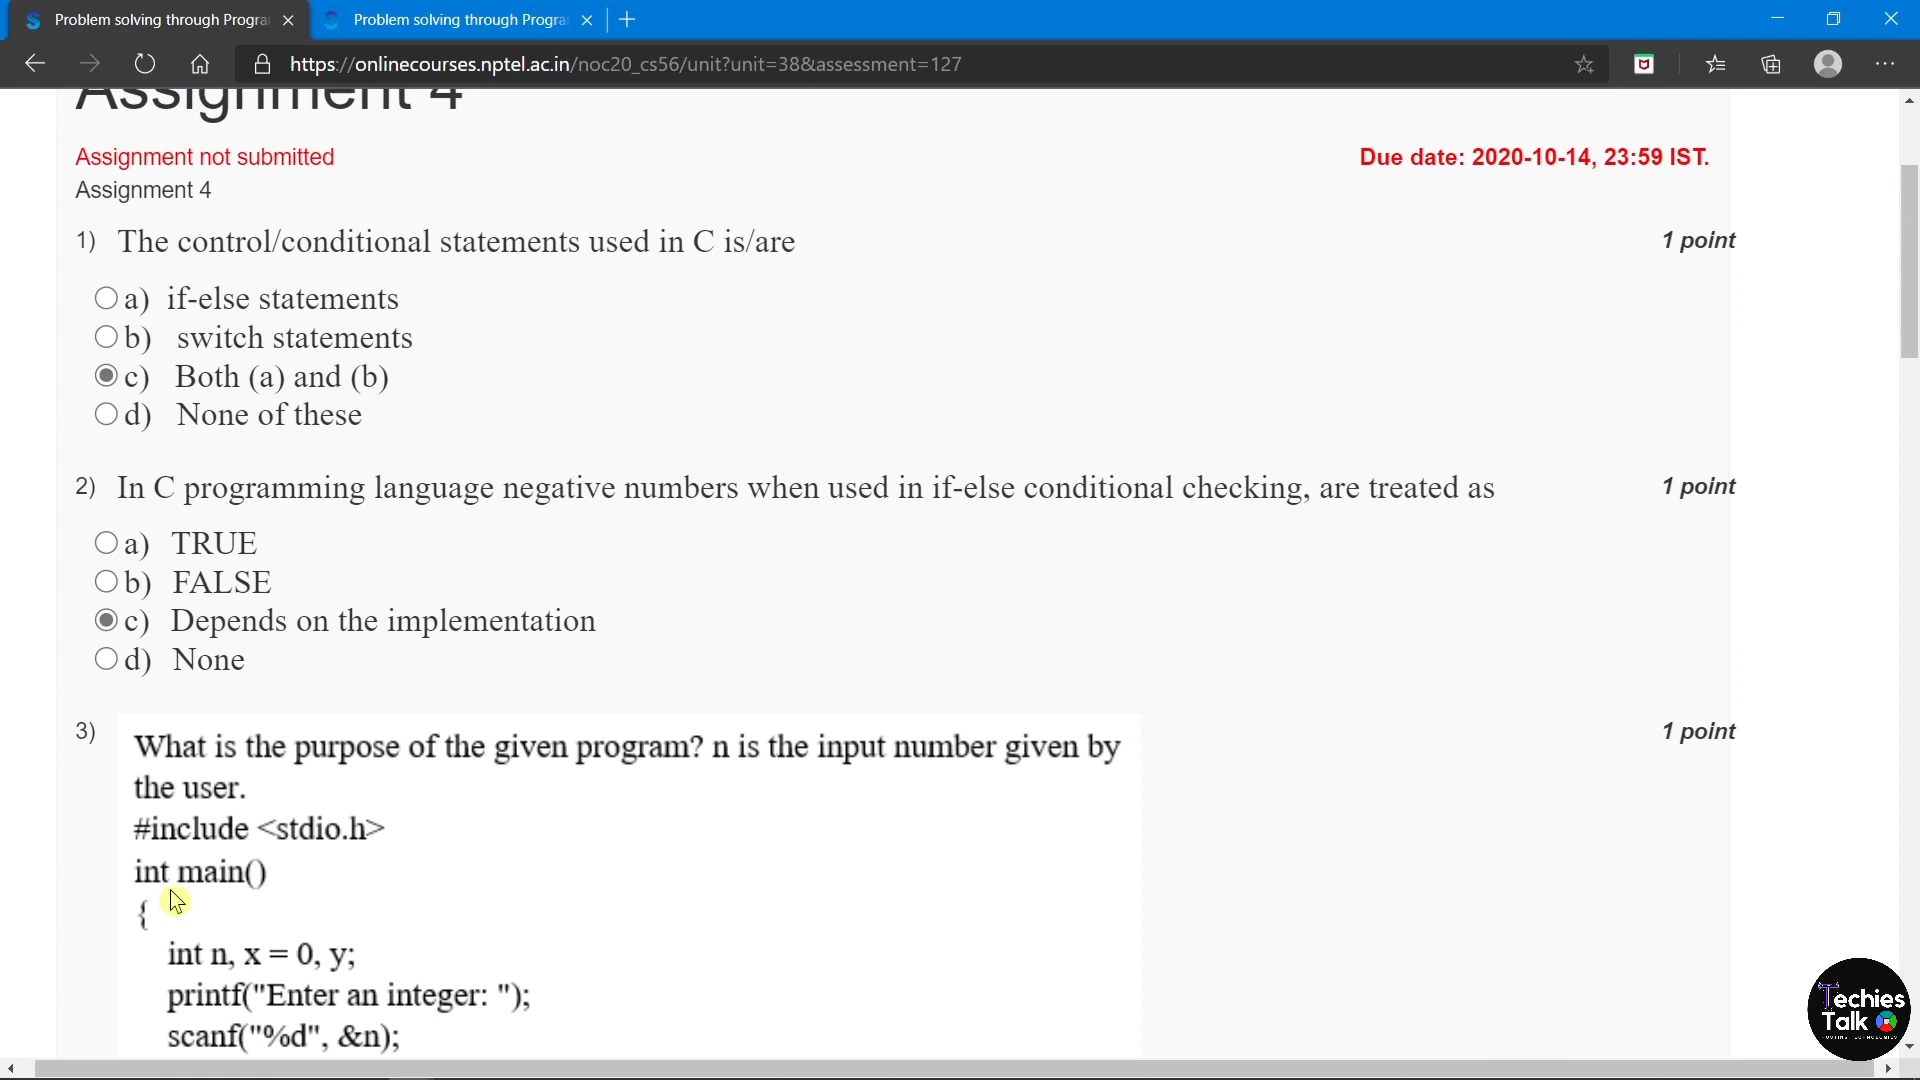 Problem solving through Progra
Problem solving through Progra
https://onlinecourses.nptel.ac.in/noc20_cs56/unit?unit=38&assessment=127
Assignment 4
Assignment not submitted
Due date: 2020-10-14, 23:59 IST.
Assignment 4
1) The control/conditional statements used in C is/are
1 point
a) if-else statements
b) switch statements
c) Both (a) and (b)
d) None of these
2) In C programming language negative numbers when used in if-else conditional checking, are treated as
1 point
a) TRUE
b) FALSE
c) Depends on the implementation
d) None
3)
1 point
What is the purpose of the given program? n is the input number given by
the user.
#include <stdio.h>
int main()
{
int n, x = 0, y;
printf("Enter an integer: ");
scanf("%d", &n);
Techies
Talk